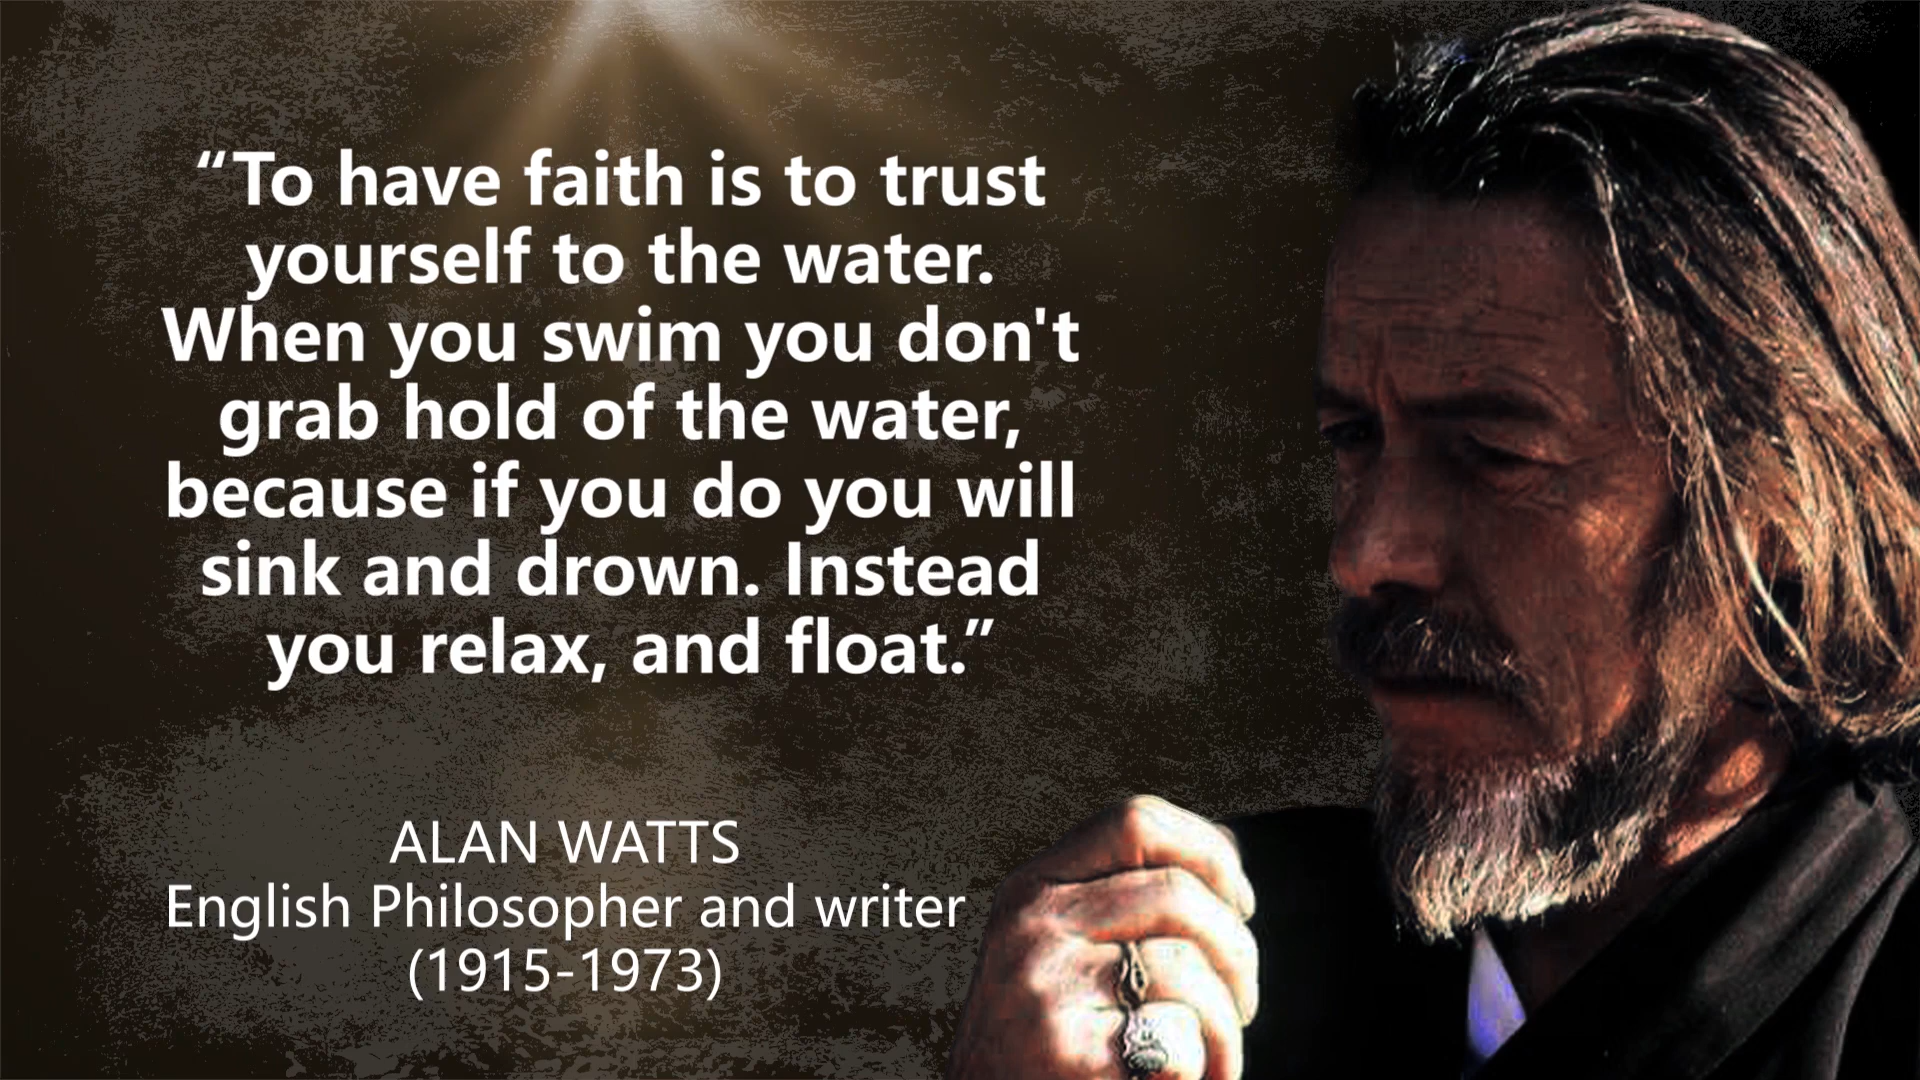 “To have faith is to trust
yourself to the water.
When you swim you don't
grab hold of the water,
because if you do you will
sink and drown. Instead
you relax, and float.”
ALAN WATTS
English Philosopher and writer
(1915-1973)